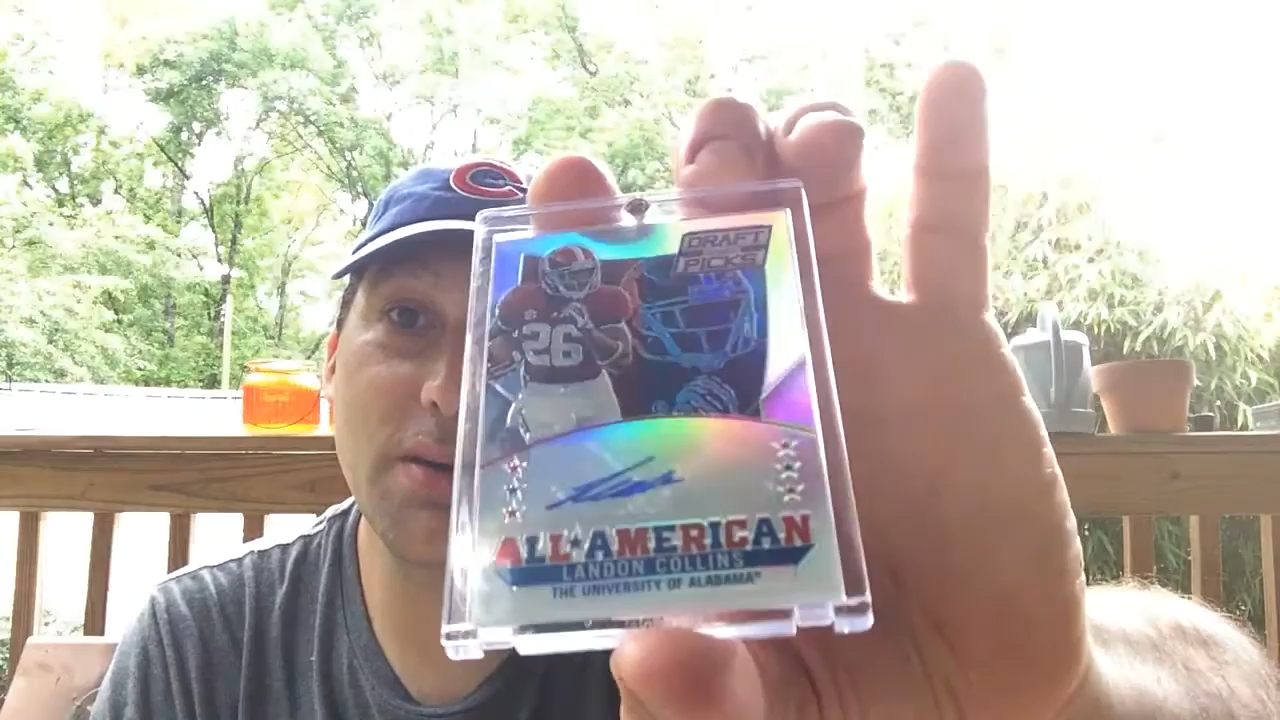 C
DRAFT
PICKS
26
ALL★AMERICAN
LANDON COLLINS
THE UNIVERSITY OF ALABAMA®